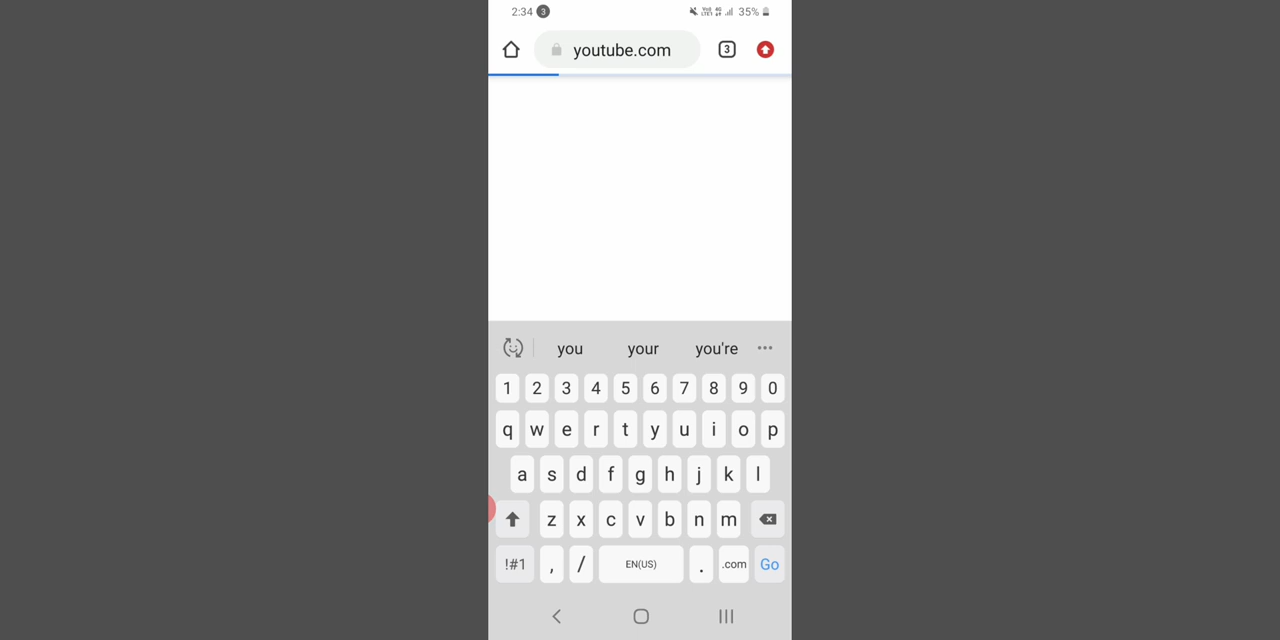 2:34 3 35%
youtube.com 3
you your you're
1 2 3 4 5 6 7 8 9 0
q w e r t y u i o p
a s d f g h j k l
z x c v b n m
!#1 , / EN(US) . .com Go